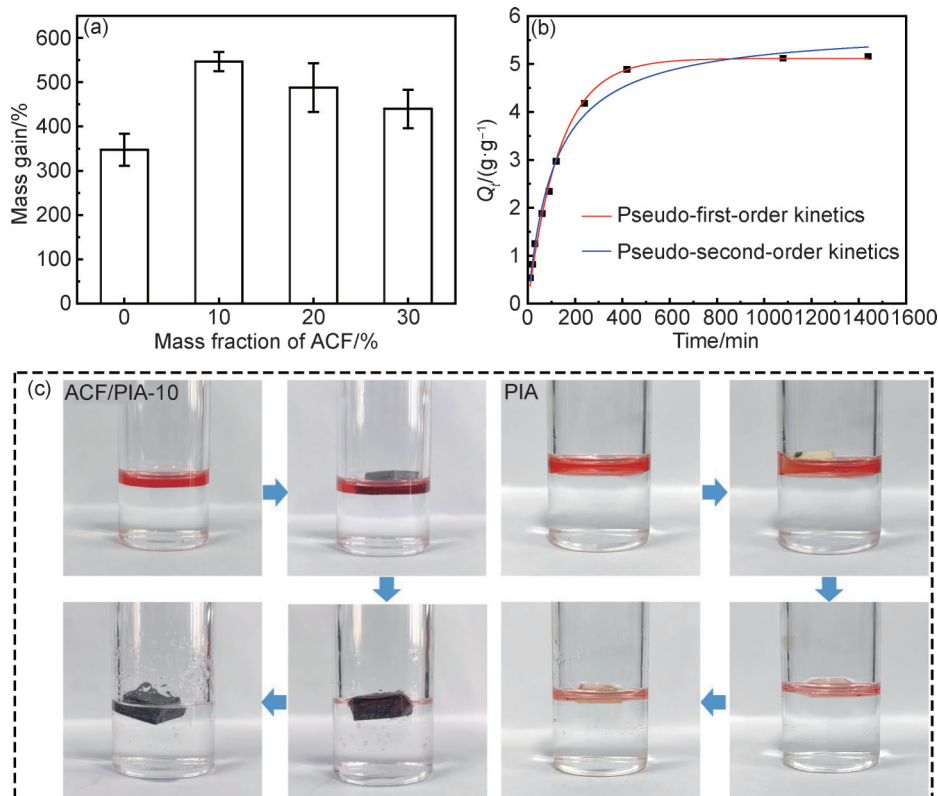 (a)
Mass gain/%
600
500
400
300
200
100
0
0 10 20 30
Mass fraction of ACF/%
(b)
Qt/(g·g⁻¹)
6
5
4
3
2
1
0
Pseudo-first-order kinetics
Pseudo-second-order kinetics
0 200 400 600 800 1000 1200 1400 1600
Time/min
(c) ACF/PIA-10
PIA